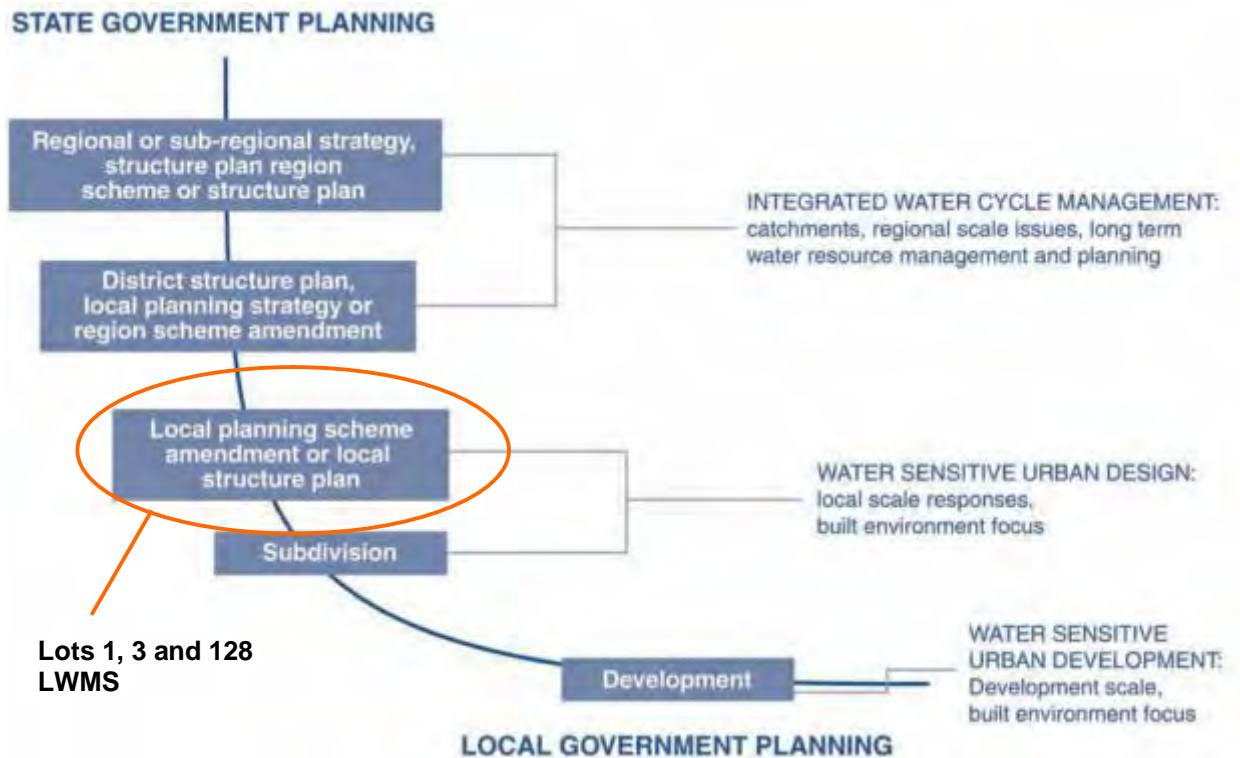 STATE GOVERNMENT PLANNING
Regional or sub-regional strategy,
structure plan region
scheme or structure plan
INTEGRATED WATER CYCLE MANAGEMENT:
catchments, regional scale issues, long term
water resource management and planning
District structure plan,
local planning strategy or
region scheme amendment
Local planning scheme
amendment or local
structure plan
WATER SENSITIVE URBAN DESIGN:
local scale responses,
built environment focus
Subdivision
Lots 1, 3 and 128
LWMS
WATER SENSITIVE
URBAN DEVELOPMENT:
Development scale,
built environment focus
Development
LOCAL GOVERNMENT PLANNING